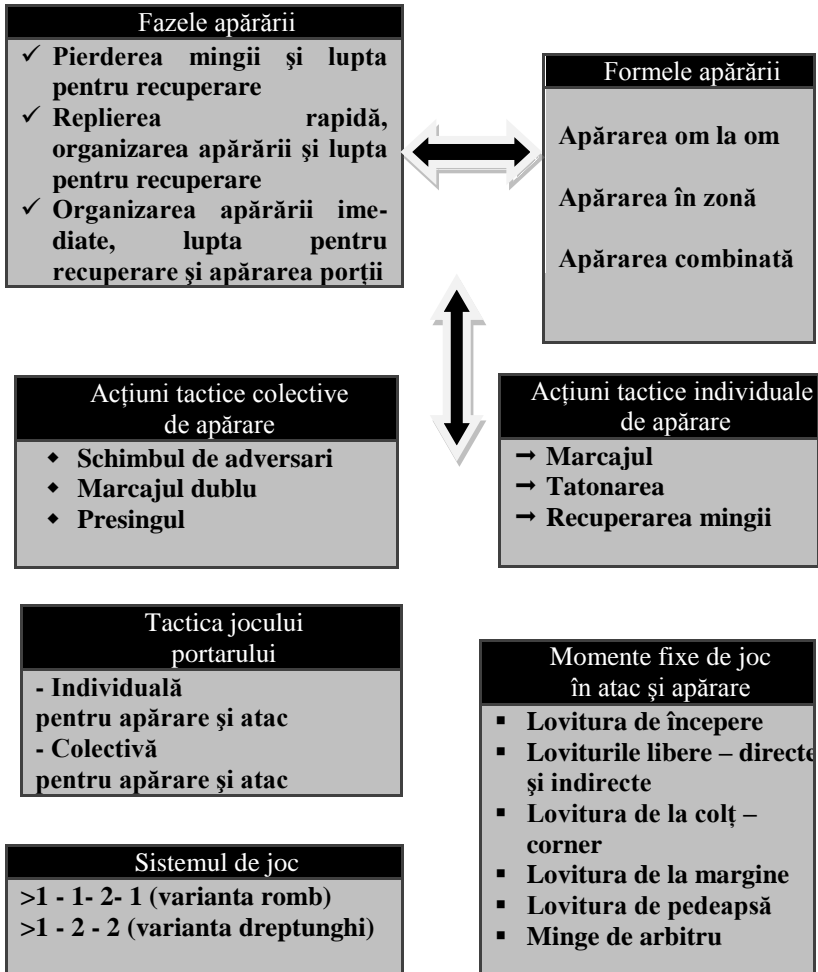 Fazele apărării
✓ Pierderea mingii şi lupta
pentru recuperare
✓ Replierea rapidă,
organizarea apărării şi lupta
pentru recuperare
✓ Organizarea apărării ime-
diate, lupta pentru
recuperare şi apărarea porţii
Formele apărării
Apărarea om la om
Apărarea în zonă
Apărarea combinată
Acţiuni tactice colective
de apărare
◆ Schimbul de adversari
◆ Marcajul dublu
◆ Presingul
Acţiuni tactice individuale
de apărare
→ Marcajul
→ Tatonarea
→ Recuperarea mingii
Tactica jocului
portarului
- Individuală
pentru apărare şi atac
- Colectivă
pentru apărare şi atac
Momente fixe de joc
în atac şi apărare
▪ Lovitura de începere
▪ Loviturile libere – directe
şi indirecte
▪ Lovitura de la colţ –
corner
▪ Lovitura de la margine
▪ Lovitura de pedeapsă
▪ Minge de arbitru
Sistemul de joc
>1 - 1- 2- 1 (varianta romb)
>1 - 2 - 2 (varianta dreptunghi)